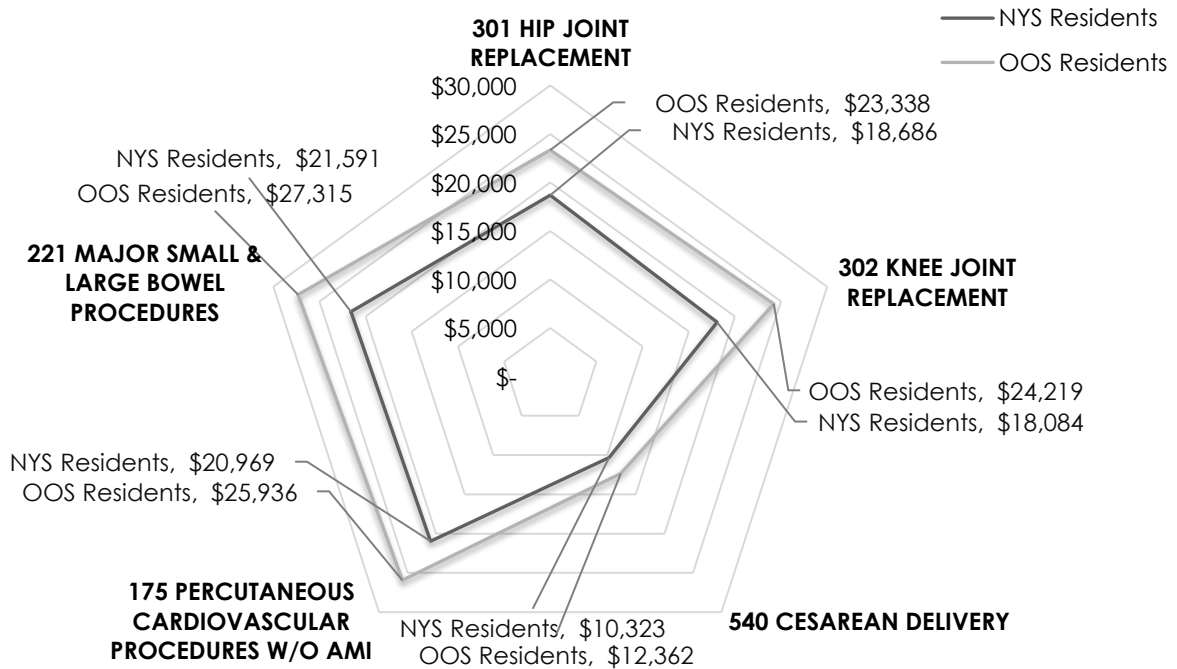 301 HIP JOINT
REPLACEMENT
NYS Residents
OOS Residents
$30,000
$25,000
$20,000
$15,000
$10,000
$5,000
$-
OOS Residents, $23,338
NYS Residents, $18,686
NYS Residents, $21,591
OOS Residents, $27,315
221 MAJOR SMALL &
LARGE BOWEL
PROCEDURES
302 KNEE JOINT
REPLACEMENT
OOS Residents, $24,219
NYS Residents, $18,084
NYS Residents, $20,969
OOS Residents, $25,936
175 PERCUTANEOUS
CARDIOVASCULAR
PROCEDURES W/O AMI
NYS Residents, $10,323
OOS Residents, $12,362
540 CESAREAN DELIVERY